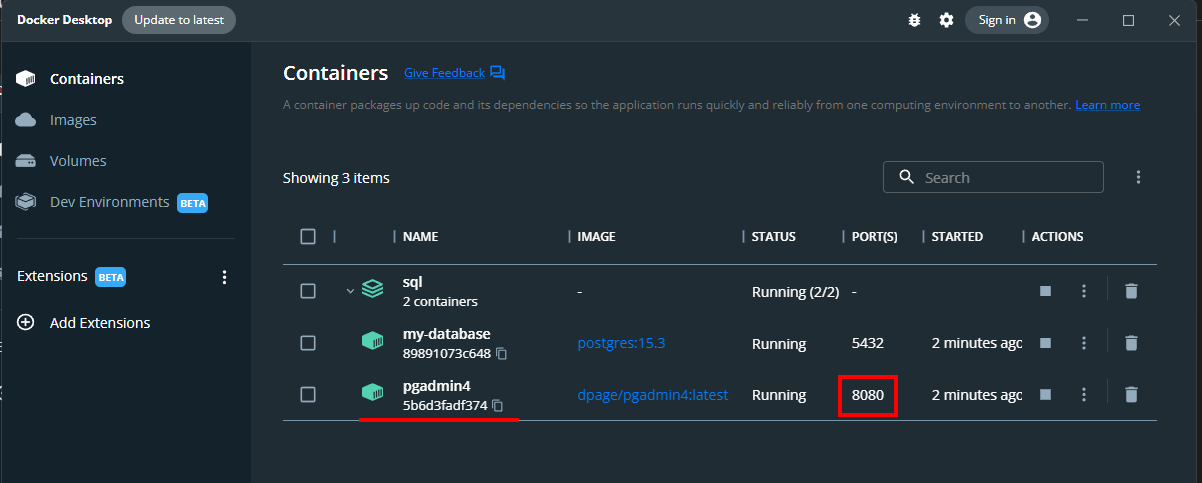 Docker Desktop Update to latest Sign in
Containers
Images
Volumes
Dev Environments BETA
Extensions BETA
Add Extensions
Containers Give Feedback
A container packages up code and its dependencies so the application runs quickly and reliably from one computing environment to another. Learn more
Showing 3 items Search
NAME IMAGE STATUS PORT(S) STARTED ACTIONS
sql
2 containers - Running (2/2) -
my-database
89891073c648 postgres:15.3 Running 5432 2 minutes ago
pgadmin4
5b6d3fadf374 dpage/pgadmin4:latest Running 8080 2 minutes ago